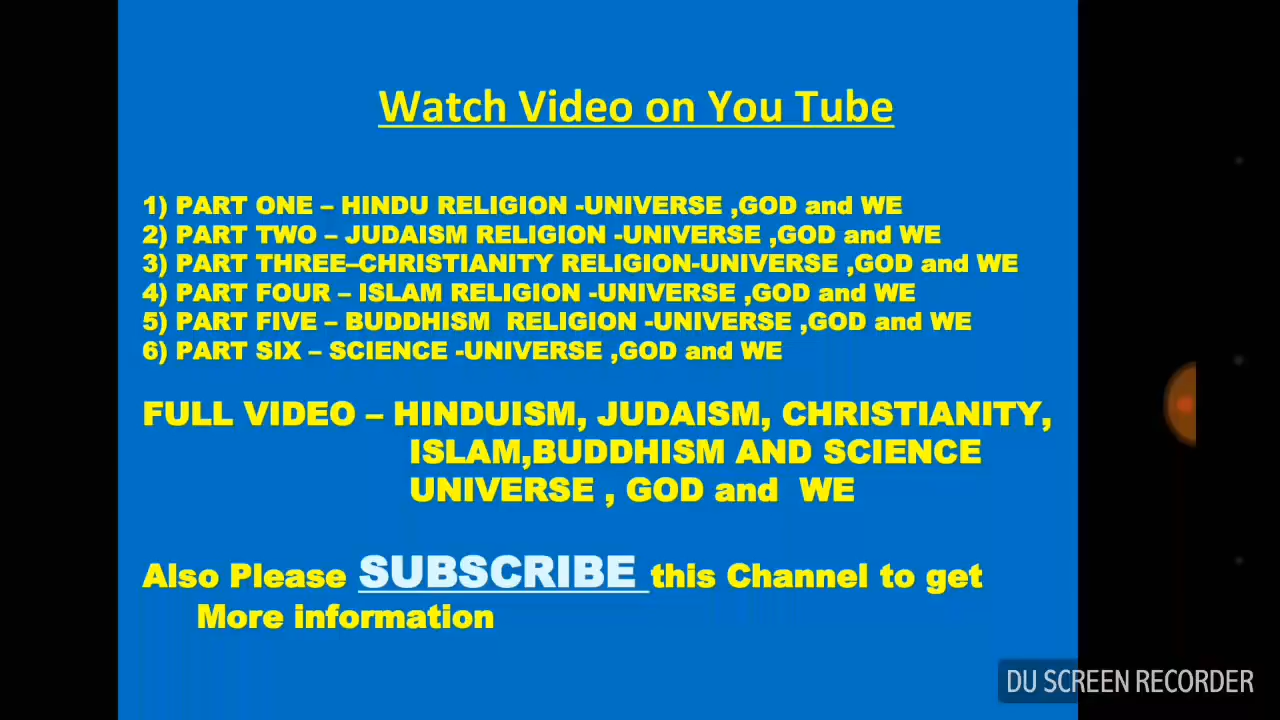 Watch Video on You Tube
1) PART ONE – HINDU RELIGION -UNIVERSE ,GOD and WE
2) PART TWO – JUDAISM RELIGION -UNIVERSE ,GOD and WE
3) PART THREE–CHRISTIANITY RELIGION-UNIVERSE ,GOD and WE
4) PART FOUR – ISLAM RELIGION -UNIVERSE ,GOD and WE
5) PART FIVE – BUDDHISM  RELIGION -UNIVERSE ,GOD and WE
6) PART SIX – SCIENCE -UNIVERSE ,GOD and WE
FULL VIDEO – HINDUISM, JUDAISM, CHRISTIANITY,
ISLAM,BUDDHISM AND SCIENCE
UNIVERSE , GOD and  WE
Also Please SUBSCRIBE this Channel to get
More information
DU SCREEN RECORDER